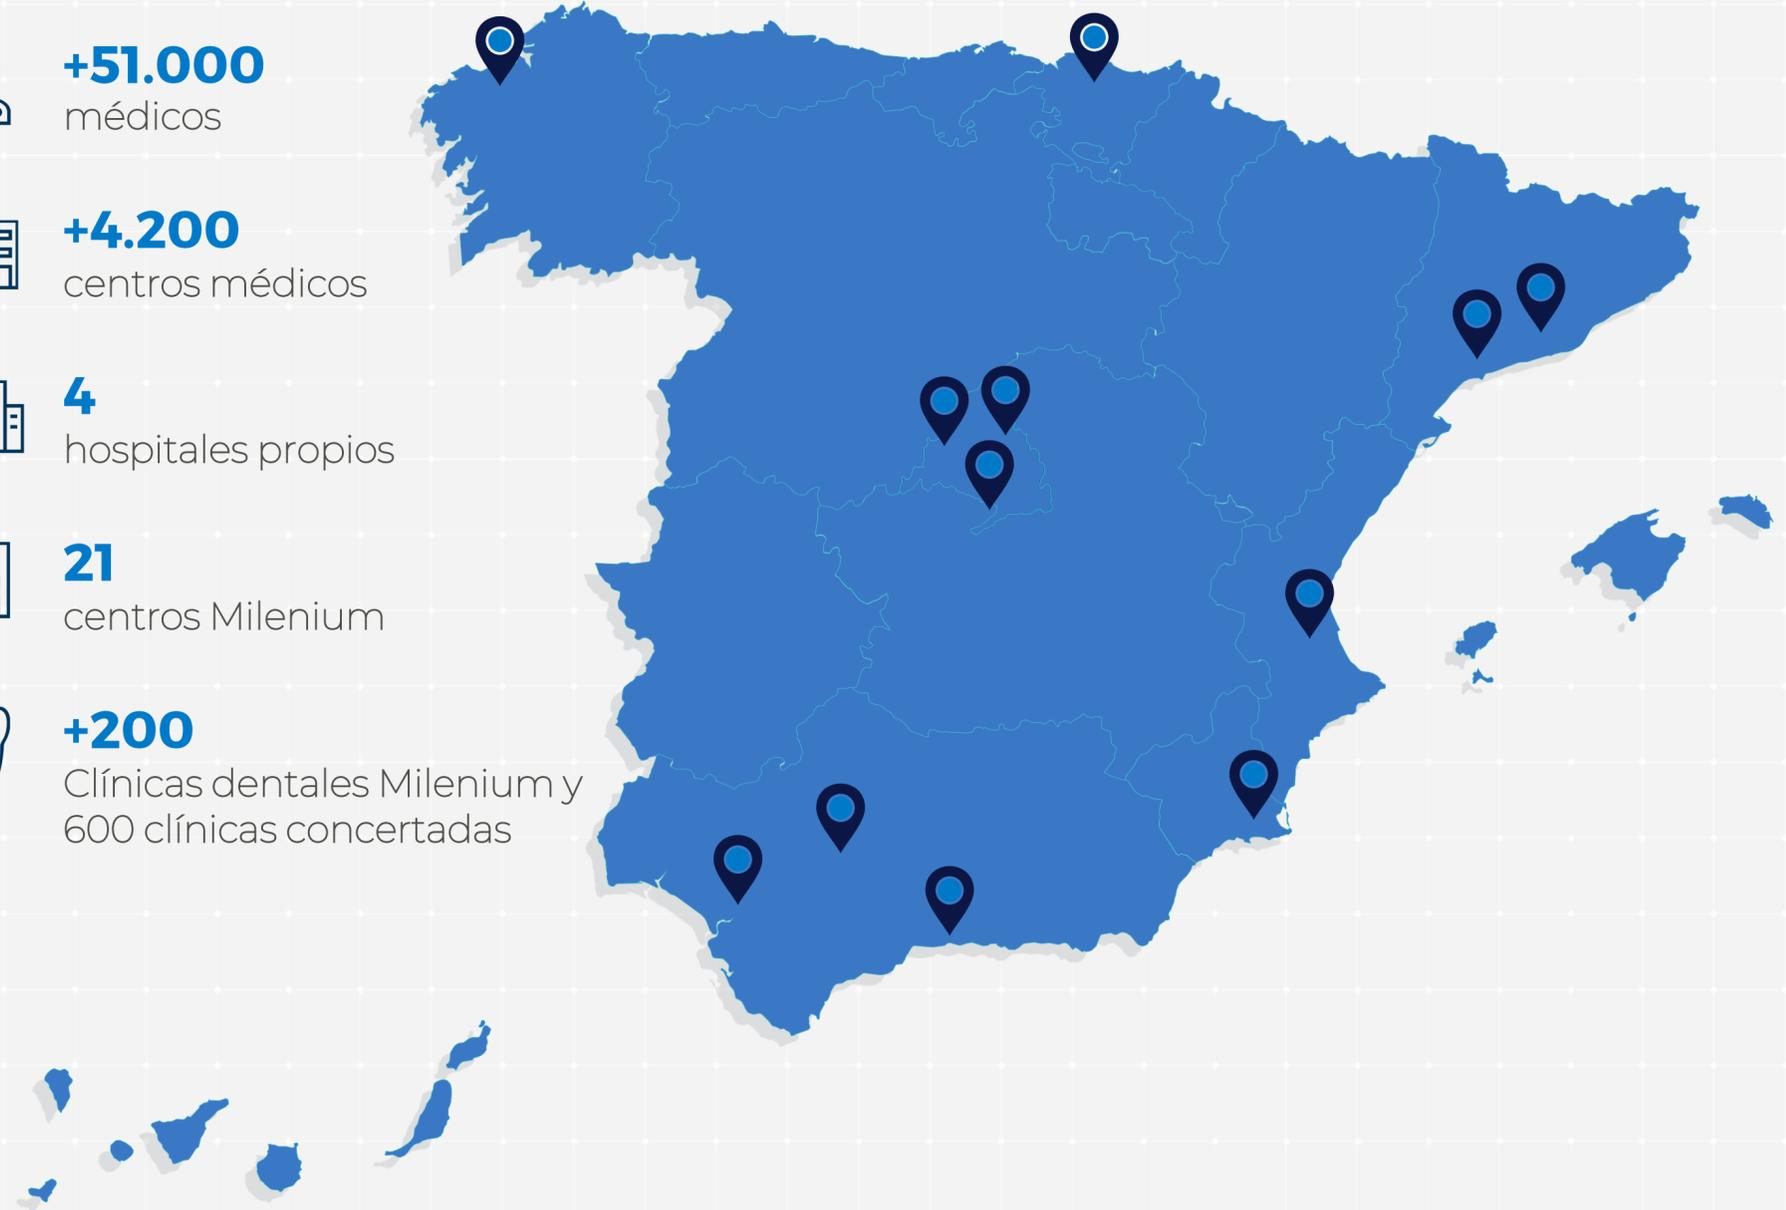 +51.000
médicos
+4.200
centros médicos
4
hospitales propios
21
centros Milenium
+200
Clínicas dentales Milenium y
600 clínicas concertadas